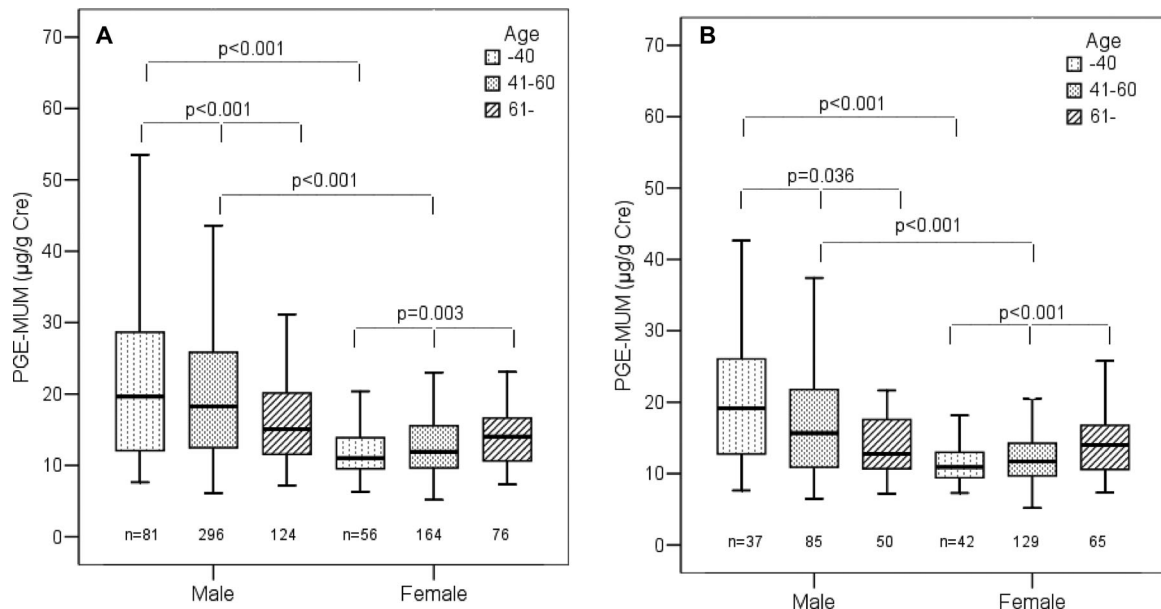 A
Age
-40
41-60
61-
70
60
50
40
30
20
10
0
PGE-MUM (µg/g Cre)
p<0.001
p<0.001
p<0.001
p=0.003
n=81 296 124 n=56 164 76
Male Female
B
Age
-40
41-60
61-
70
60
50
40
30
20
10
0
PGE-MUM (µg/g Cre)
p<0.001
p=0.036
p<0.001
p<0.001
n=37 85 50 n=42 129 65
Male Female